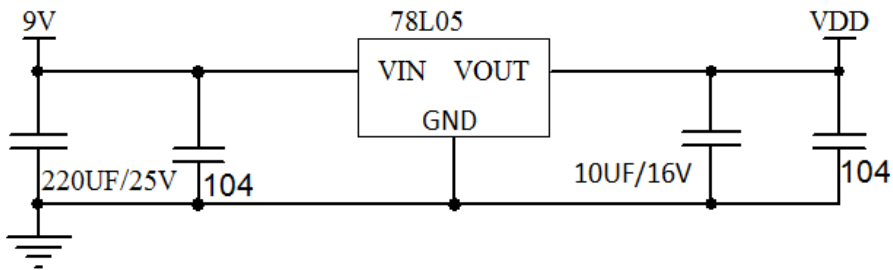 9V
78L05
VDD
VIN VOUT
GND
220UF/25V
104
10UF/16V
104